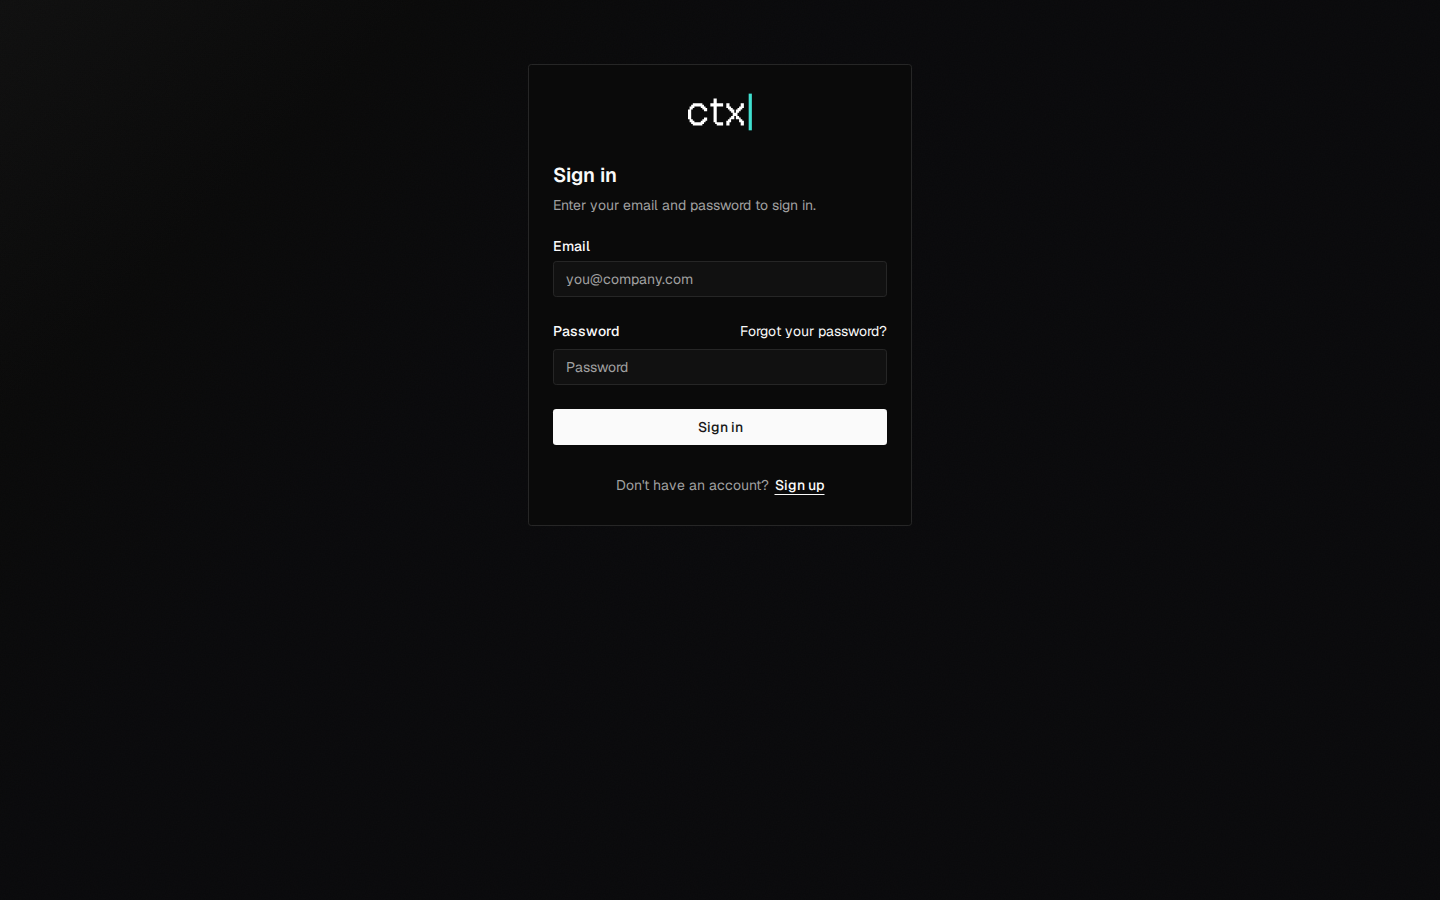 ctx
Sign in
Enter your email and password to sign in.
Email
you@company.com
Password Forgot your password?
Password
Sign in
Don't have an account? Sign up